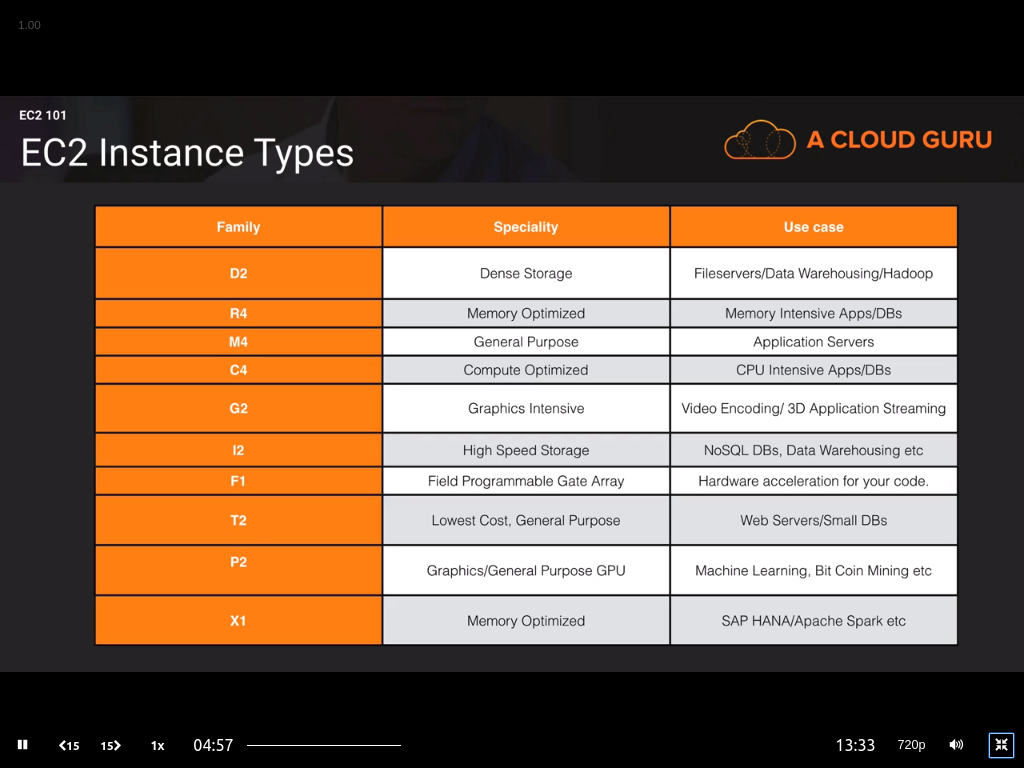 1.00
EC2 101
EC2 Instance Types
A CLOUD GURU
Family Speciality Use case
D2 Dense Storage Fileservers/Data Warehousing/Hadoop
R4 Memory Optimized Memory Intensive Apps/DBs
M4 General Purpose Application Servers
C4 Compute Optimized CPU Intensive Apps/DBs
G2 Graphics Intensive Video Encoding/ 3D Application Streaming
I2 High Speed Storage NoSQL DBs, Data Warehousing etc
F1 Field Programmable Gate Array Hardware acceleration for your code.
T2 Lowest Cost, General Purpose Web Servers/Small DBs
P2 Graphics/General Purpose GPU Machine Learning, Bit Coin Mining etc
X1 Memory Optimized SAP HANA/Apache Spark etc
15 15 1x 04:57 13:33 720p